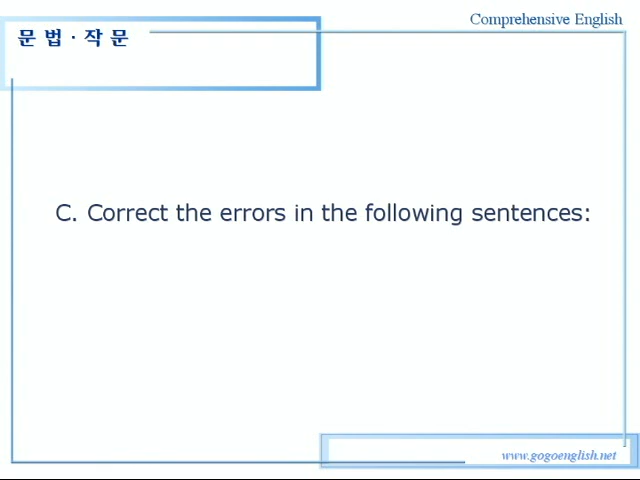 Comprehensive English
문 법 · 작 문
C. Correct the errors in the following sentences:
www.gogoenglish.net